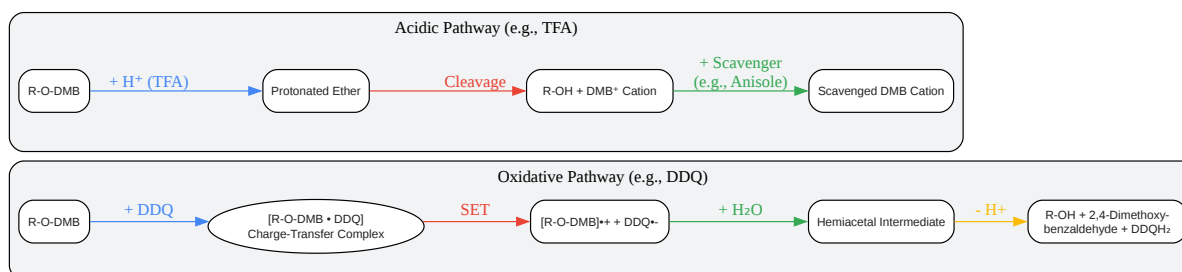 Acidic Pathway (e.g., TFA)
R-O-DMB
+ H⁺ (TFA)
Protonated Ether
Cleavage
R-OH + DMB⁺ Cation
+ Scavenger
(e.g., Anisole)
Scavenged DMB Cation
Oxidative Pathway (e.g., DDQ)
R-O-DMB
+ DDQ
[R-O-DMB • DDQ]
Charge-Transfer Complex
SET
[R-O-DMB]•+ + DDQ•-
+ H₂O
Hemiacetal Intermediate
- H+
R-OH + 2,4-Dimethoxy-
benzaldehyde + DDQH₂